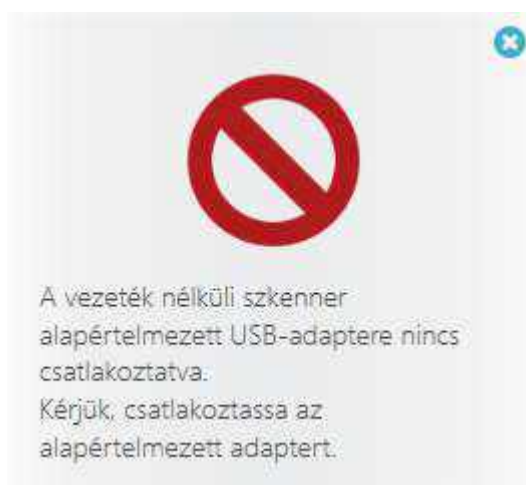 A vezeték nélküli szkenner
alapértelmezett USB-adaptere nincs
csatlakoztatva.
Kérjük, csatlakoztassa az
alapértelmezett adaptert.